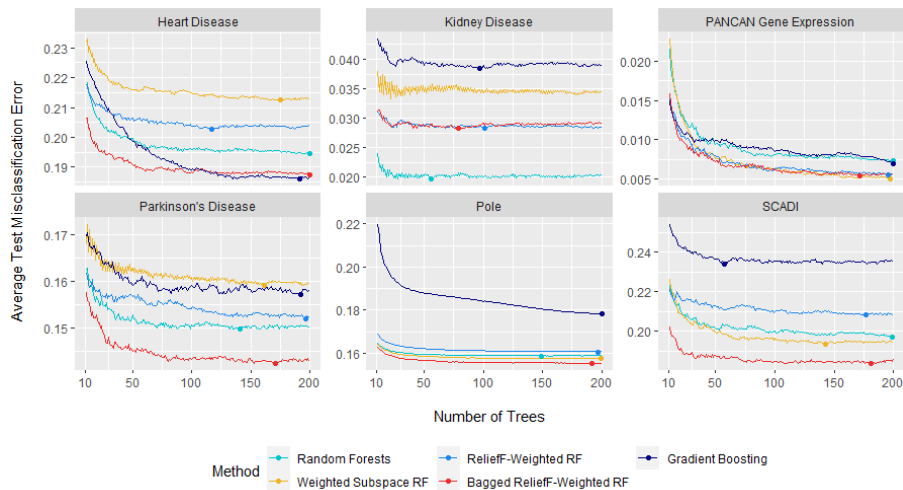 Heart Disease
Kidney Disease
PANCAN Gene Expression
0.23
0.22
0.21
0.20
0.19
0.040
0.035
0.030
0.025
0.020
0.020
0.015
0.010
0.005
Parkinson's Disease
Pole
SCADI
0.17
0.16
0.15
0.22
0.20
0.18
0.16
0.24
0.22
0.20
10 50 100 150 200
10 50 100 150 200
10 50 100 150 200
Average Test Misclassification Error
Number of Trees
Method
Random Forests
ReliefF-Weighted RF
Gradient Boosting
Weighted Subspace RF
Bagged ReliefF-Weighted RF